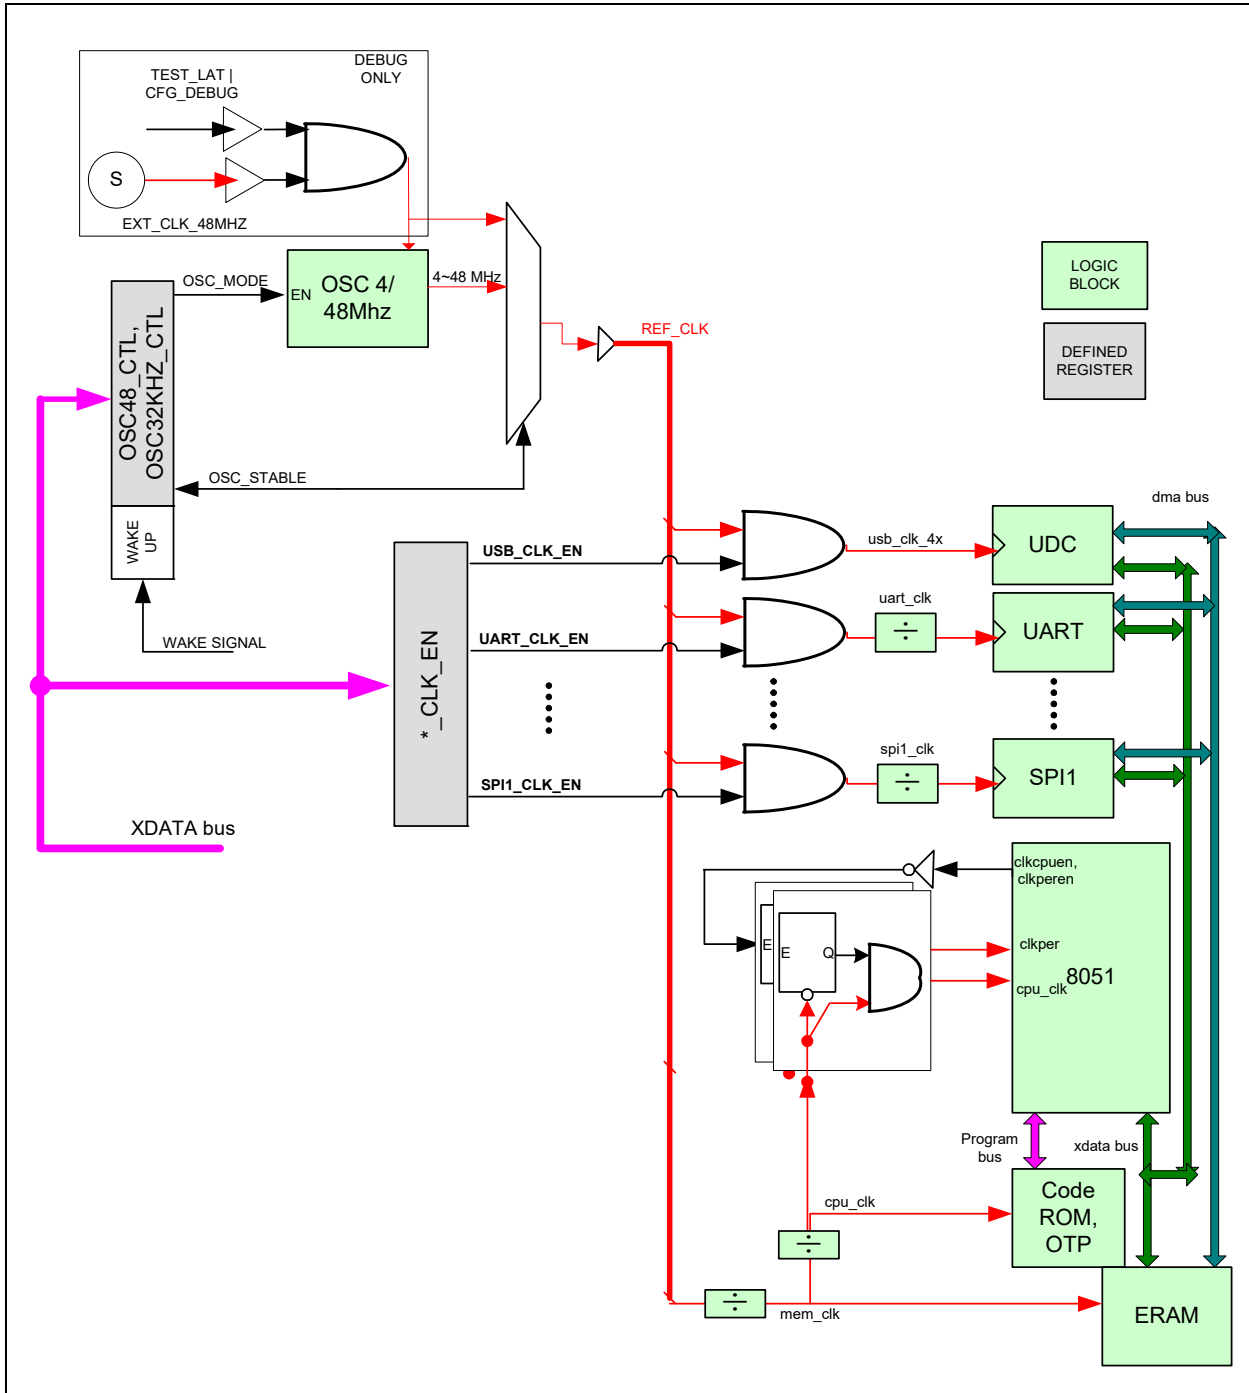 DEBUG
ONLY
TEST_LAT |
CFG_DEBUG
S
EXT_CLK_48MHZ
OSC_MODE
EN
OSC 4/
48Mhz
4~48 MHz
OSC48_CTL,
OSC32KHZ_CTL
WAKE
UP
OSC_STABLE
WAKE SIGNAL
REF_CLK
LOGIC
BLOCK
DEFINED
REGISTER
*_CLK_EN
USB_CLK_EN
UART_CLK_EN
SPI1_CLK_EN
XDATA bus
usb_clk_4x
UDC
dma bus
uart_clk
÷
UART
spi1_clk
÷
SPI1
clkcpuen,
clkperen
clkper
cpu_clk
8051
E
E
Q
Program
bus
xdata bus
cpu_clk
÷
Code
ROM,
OTP
÷
mem_clk
ERAM